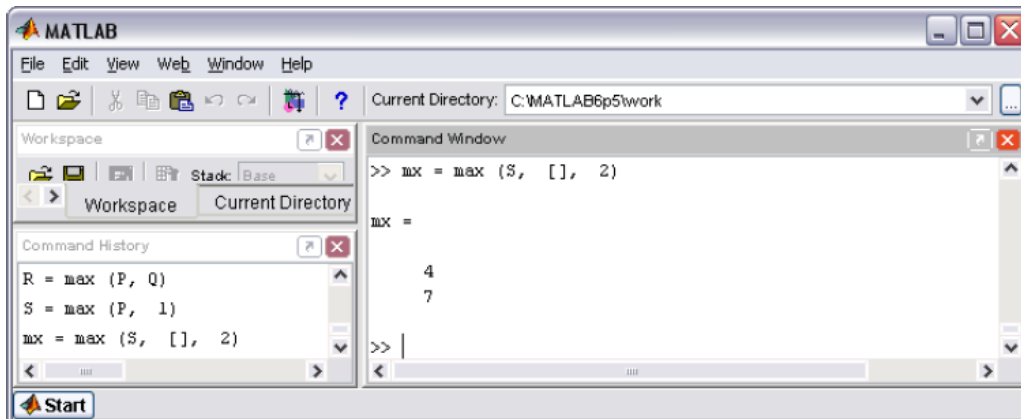 MATLAB
File Edit View Web Window Help
? Current Directory: C:\MATLAB6p5\work ...
Workspace
Stack: Base
Workspace Current Directory
Command History
R = max (P, Q)
S = max (P, 1)
mx = max (S, [], 2)
Command Window
>> mx = max (S, [], 2)
mx =
4
7
>>
Start